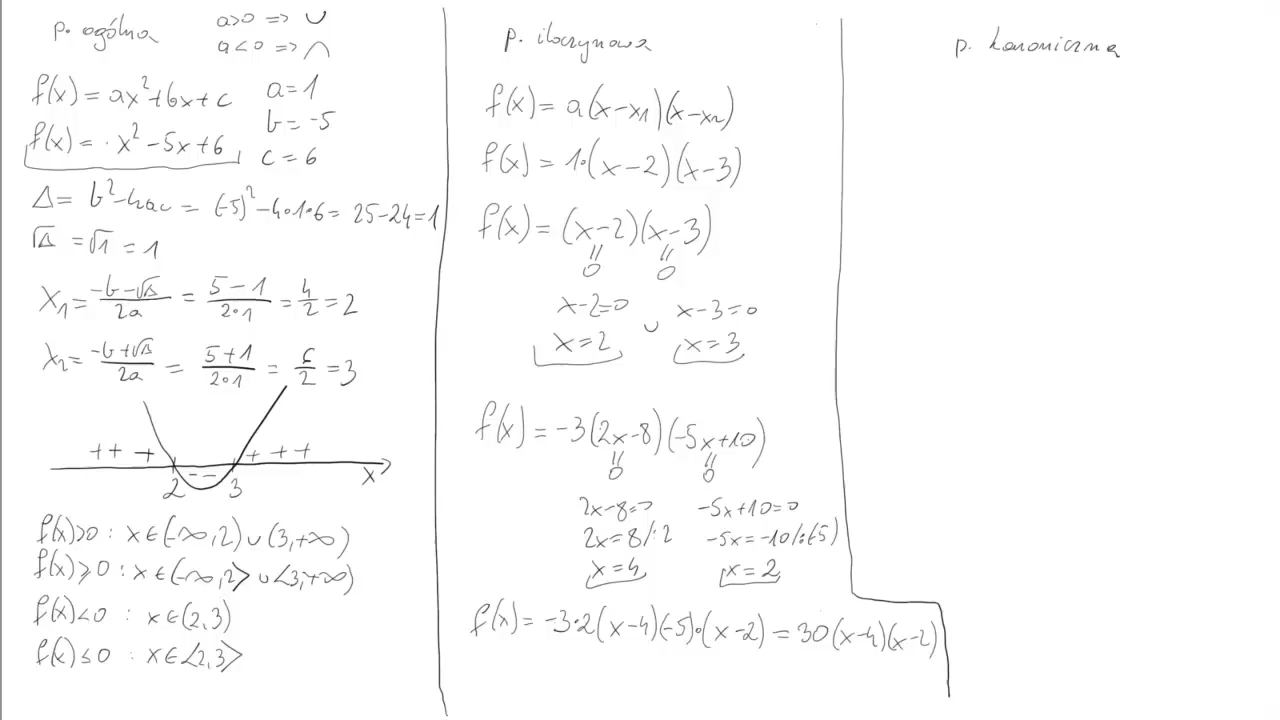 p. ogólna
a>0 => ∪
a<0 => ∩
f(x) = ax²+bx+c
a=1
f(x) = x² -5x+6
b=-5
c=6
Δ= b²-4ac = (-5)² -4·1·6= 25-24=1
√Δ =√1 = 1
x₁= (-b-√Δ)/2a = (5-1)/(2·1) = 4/2 = 2
x₂= (-b+√Δ)/2a = (5+1)/(2·1) = 6/2 = 3
++ + + + +
-- 
2 3 x
f(x)>0 : x∈(-∞,2)∪(3,+∞)
f(x)⩾0 : x∈(-∞,2> ∪<3,+∞)
f(x)<0 : x∈(2,3)
f(x)≤0 : x∈<2,3>
p. iloczynowa
f(x)= a(x-x₁)(x-x₂)
f(x) = 1·(x-2)(x-3)
f(x)= (x-2)(x-3)
= =
0 0
x-2=0 ∪ x-3=0
x=2 x=3
f(x) = -3(2x-8)(-5x+10)
= =
0 0
2x-8=0 -5x+10=0
2x=8/:2 -5x=-10/:(-5)
x=4 x=2
f(x)= -3·2(x-4)(-5)·(x-2) = 30(x-4)(x-2)
p. kanoniczna